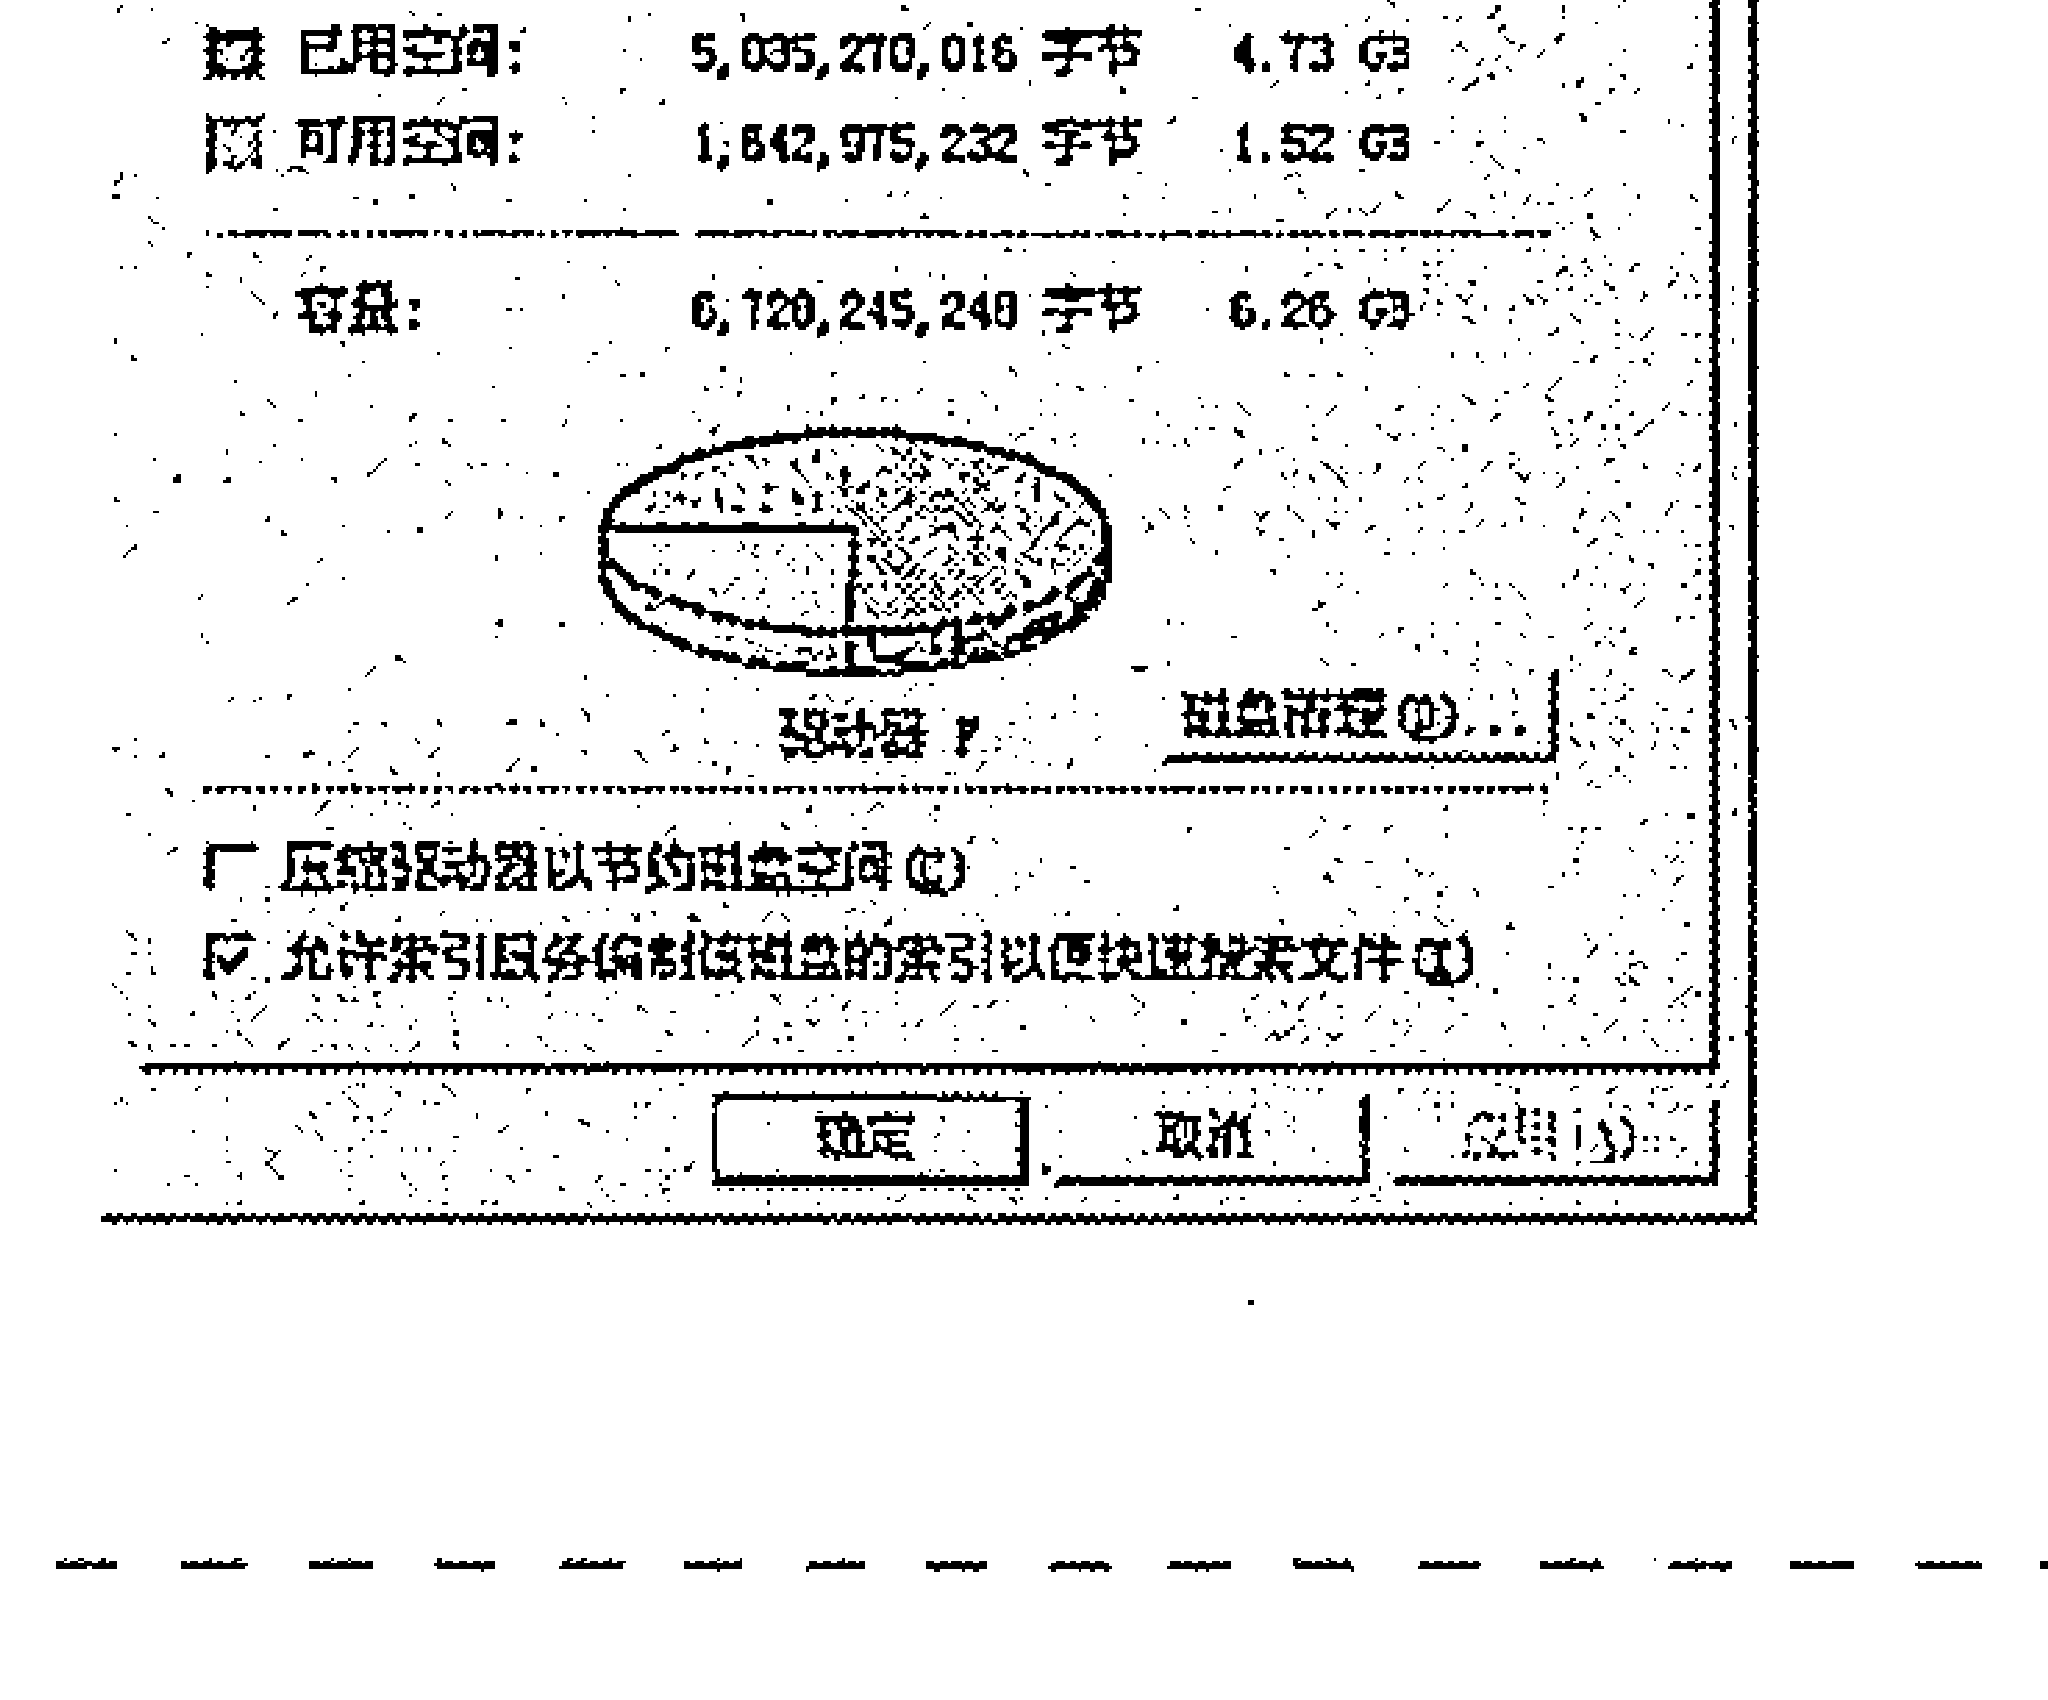 已用空间: 5,085,270,016 字节 4.73 GB
可用空间: 1,642,975,232 字节 1.52 GB
容量: 6,728,245,248 字节 6.26 GB
驱动器 F
磁盘清理(D)...
压缩驱动器以节约磁盘空间(C)
允许索引服务编制该磁盘的索引以便快速搜索文件(I)
确定 取消 应用(A)